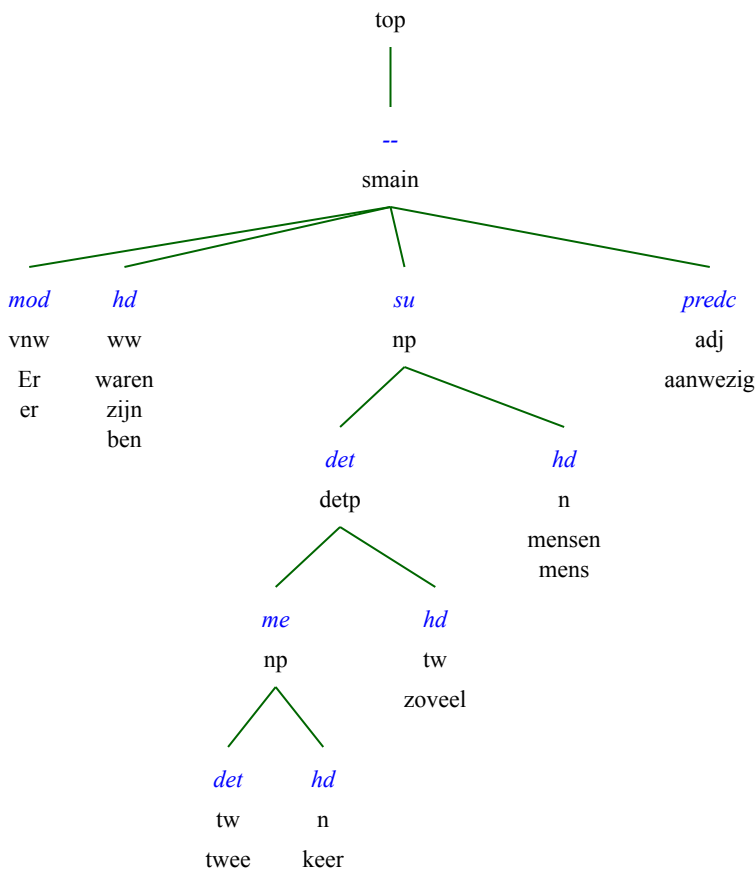 top
--
smain
mod hd su predc
vnw ww np adj
Er waren aanwezig
er zijn
ben
det hd
detp n
mensen
mens
me hd
np tw
zoveel
det hd
tw n
twee keer